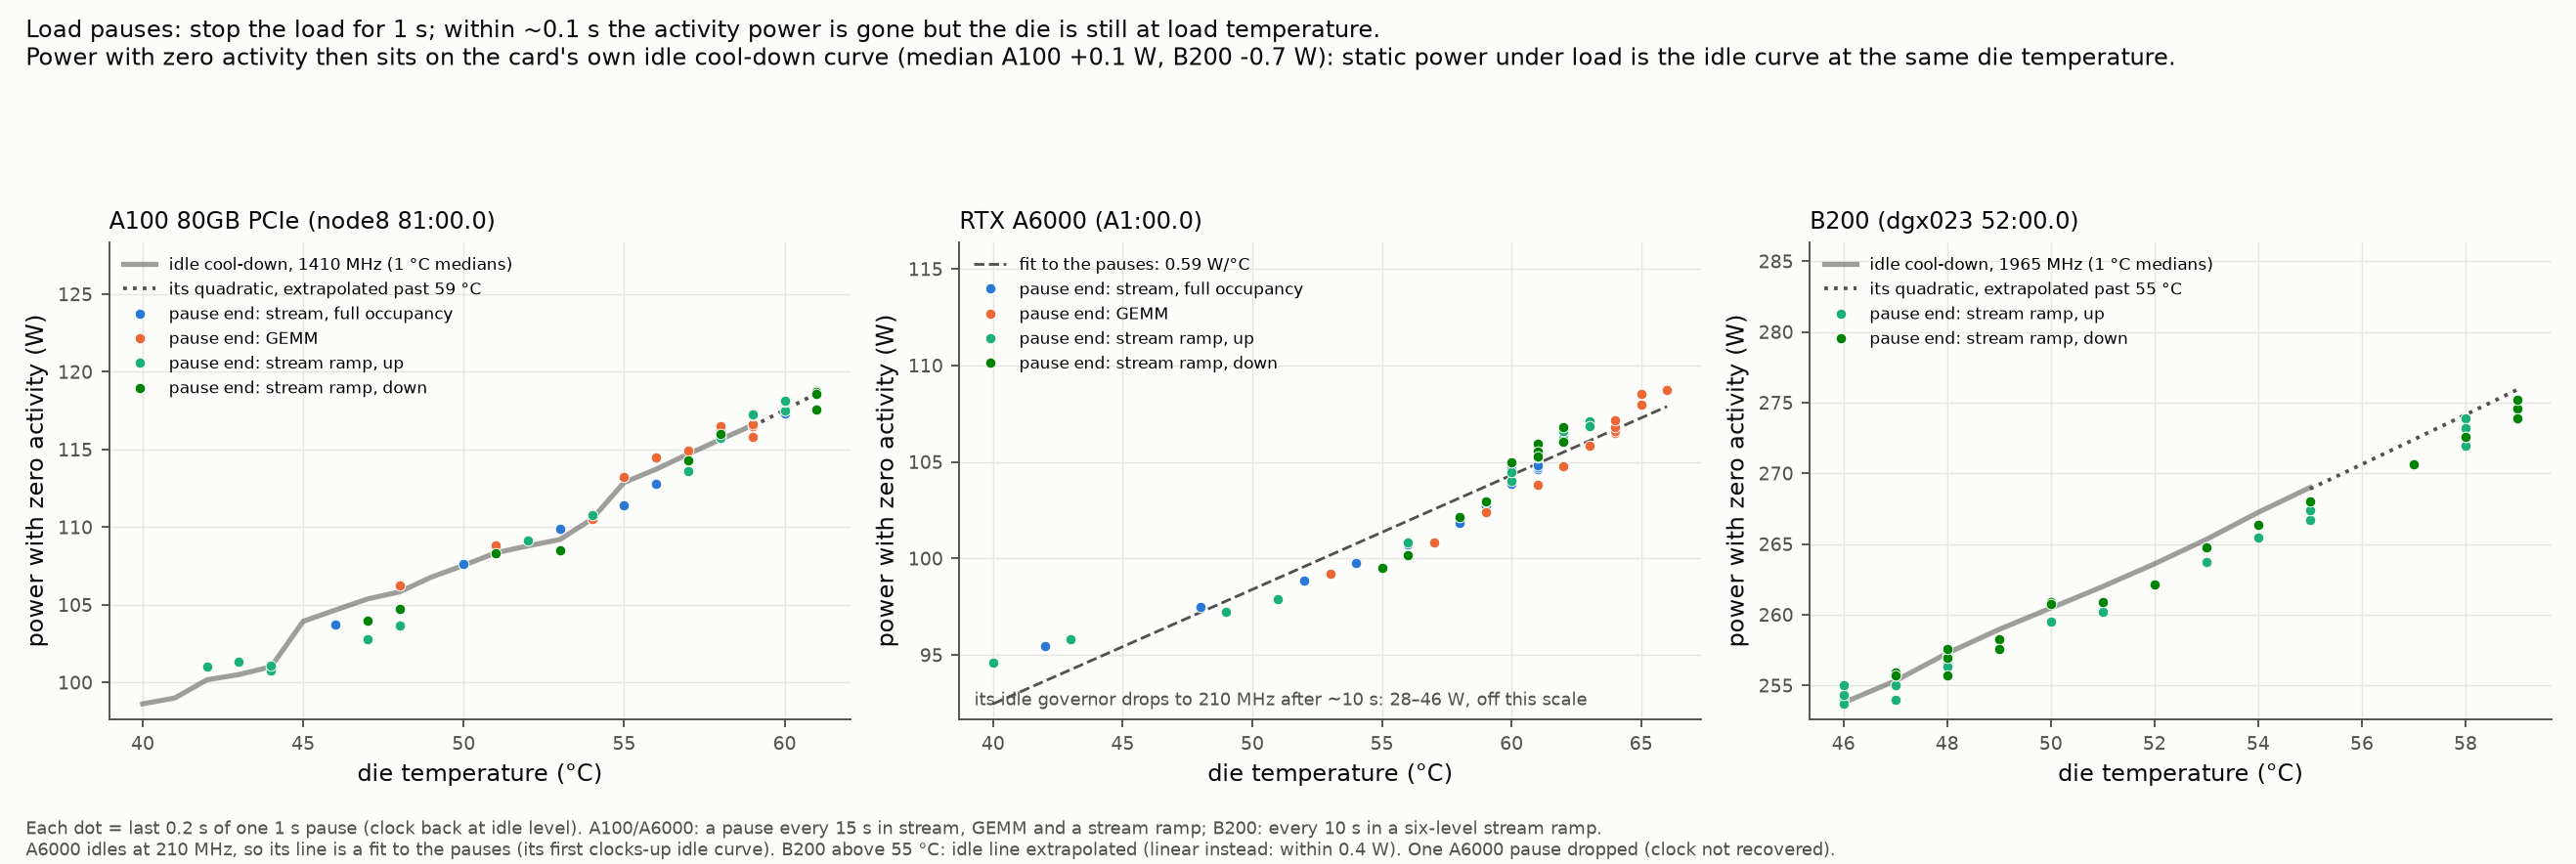 Load pauses: stop the load for 1 s; within ~0.1 s the activity power is gone but the die is still at load temperature.
Power with zero activity then sits on the card's own idle cool-down curve (median A100 +0.1 W, B200 -0.7 W): static power under load is the idle curve at the same die temperature.
A100 80GB PCIe (node8 81:00.0)
power with zero activity (W)
125
120
115
110
105
100
idle cool-down, 1410 MHz (1 °C medians)
its quadratic, extrapolated past 59 °C
pause end: stream, full occupancy
pause end: GEMM
pause end: stream ramp, up
pause end: stream ramp, down
40 45 50 55 60
die temperature (°C)
RTX A6000 (A1:00.0)
power with zero activity (W)
115
110
105
100
95
fit to the pauses: 0.59 W/°C
pause end: stream, full occupancy
pause end: GEMM
pause end: stream ramp, up
pause end: stream ramp, down
its idle governor drops to 210 MHz after ~10 s: 28–46 W, off this scale
40 45 50 55 60 65
die temperature (°C)
B200 (dgx023 52:00.0)
power with zero activity (W)
285
280
275
270
265
260
255
idle cool-down, 1965 MHz (1 °C medians)
its quadratic, extrapolated past 55 °C
pause end: stream ramp, up
pause end: stream ramp, down
46 48 50 52 54 56 58
die temperature (°C)
Each dot = last 0.2 s of one 1 s pause (clock back at idle level). A100/A6000: a pause every 15 s in stream, GEMM and a stream ramp; B200: every 10 s in a six-level stream ramp.
A6000 idles at 210 MHz, so its line is a fit to the pauses (its first clocks-up idle curve). B200 above 55 °C: idle line extrapolated (linear instead: within 0.4 W). One A6000 pause dropped (clock not recovered).